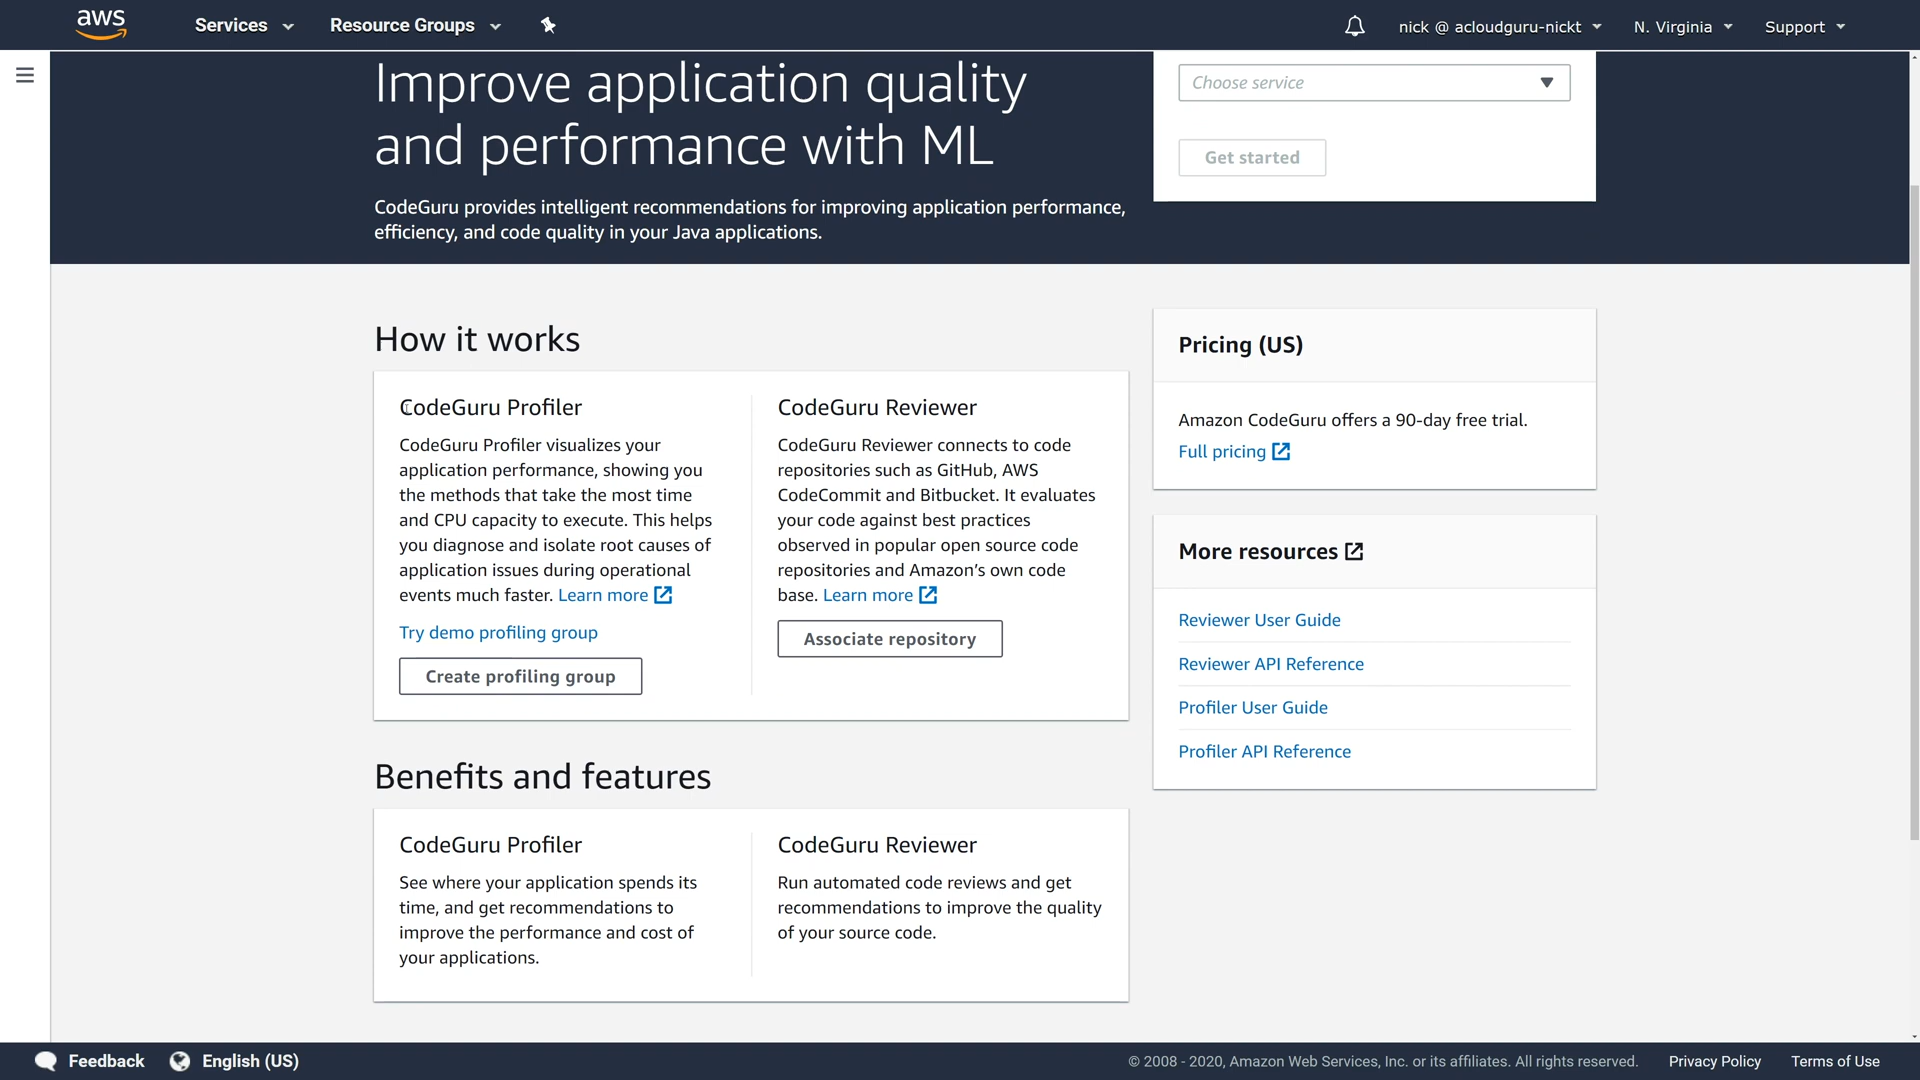 aws
Services
Resource Groups
nick @ acloudguru-nickt
N. Virginia
Support
Improve application quality
and performance with ML
CodeGuru provides intelligent recommendations for improving application performance,
efficiency, and code quality in your Java applications.
Choose service
Get started
How it works
CodeGuru Profiler
CodeGuru Profiler visualizes your
application performance, showing you
the methods that take the most time
and CPU capacity to execute. This helps
you diagnose and isolate root causes of
application issues during operational
events much faster. Learn more
Try demo profiling group
Create profiling group
CodeGuru Reviewer
CodeGuru Reviewer connects to code
repositories such as GitHub, AWS
CodeCommit and Bitbucket. It evaluates
your code against best practices
observed in popular open source code
repositories and Amazon’s own code
base. Learn more
Associate repository
Pricing (US)
Amazon CodeGuru offers a 90-day free trial.
Full pricing
More resources
Reviewer User Guide
Reviewer API Reference
Profiler User Guide
Profiler API Reference
Benefits and features
CodeGuru Profiler
See where your application spends its
time, and get recommendations to
improve the performance and cost of
your applications.
CodeGuru Reviewer
Run automated code reviews and get
recommendations to improve the quality
of your source code.
Feedback
English (US)
© 2008 - 2020, Amazon Web Services, Inc. or its affiliates. All rights reserved.
Privacy Policy
Terms of Use